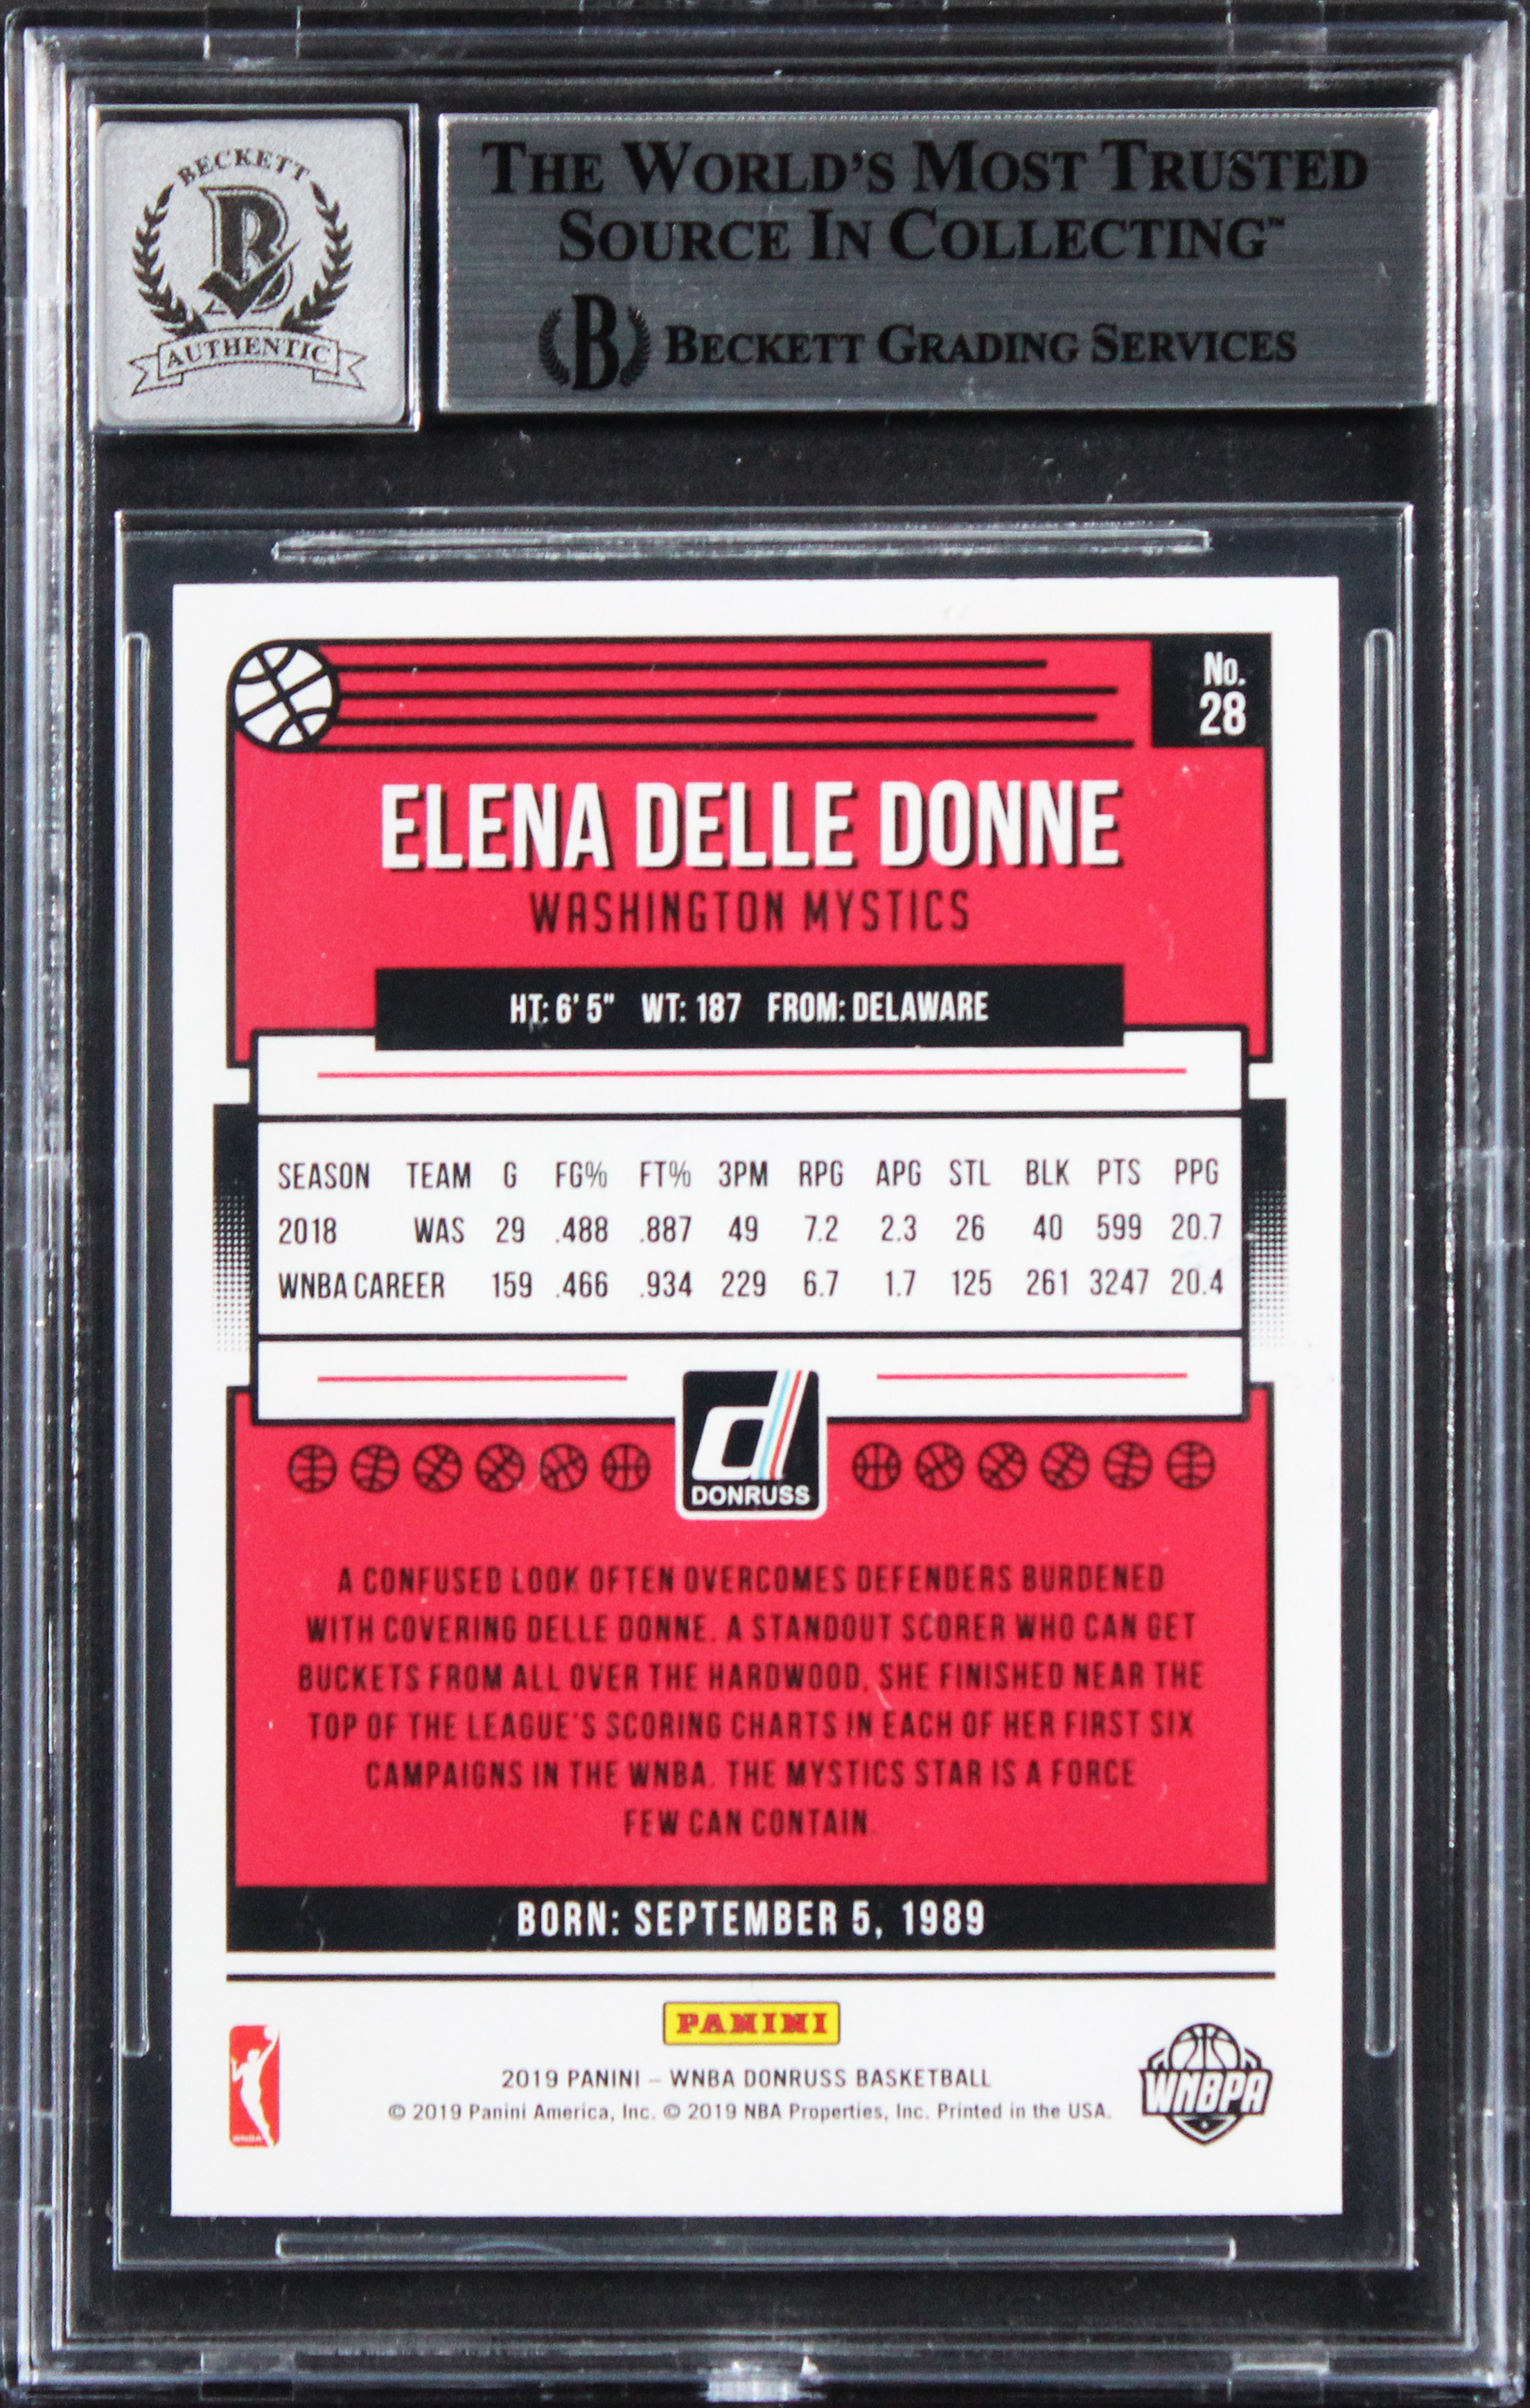 BECKETT
B
AUTHENTIC
THE WORLD'S MOST TRUSTED
SOURCE IN COLLECTING™
B BECKETT GRADING SERVICES
No.
28
ELENA DELLE DONNE
WASHINGTON MYSTICS
HT: 6' 5" WT: 187 FROM: DELAWARE
SEASON TEAM G FG% FT% 3PM RPG APG STL BLK PTS PPG
2018 WAS 29 .488 .887 49 7.2 2.3 26 40 599 20.7
WNBA CAREER 159 .466 .934 229 6.7 1.7 125 261 3247 20.4
d
DONRUSS
A CONFUSED LOOK OFTEN OVERCOMES DEFENDERS BURDENED
WITH COVERING DELLE DONNE. A STANDOUT SCORER WHO CAN GET
BUCKETS FROM ALL OVER THE HARDWOOD, SHE FINISHED NEAR THE
TOP OF THE LEAGUE'S SCORING CHARTS IN EACH OF HER FIRST SIX
CAMPAIGNS IN THE WNBA. THE MYSTICS STAR IS A FORCE
FEW CAN CONTAIN.
BORN: SEPTEMBER 5, 1989
PANINI
2019 PANINI – WNBA DONRUSS BASKETBALL
© 2019 Panini America, Inc. © 2019 NBA Properties, Inc. Printed in the USA.
WNBA
WNBPA